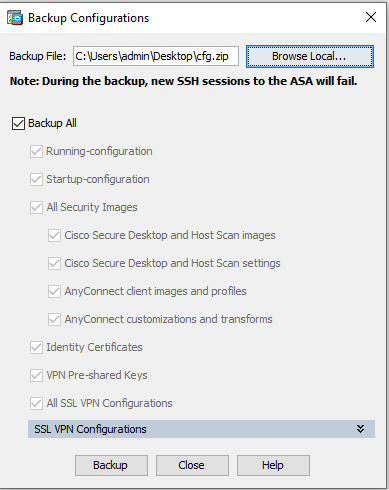 Backup Configurations
Backup File: C:\Users\admin\Desktop\cfg.zip Browse Local...
Note: During the backup, new SSH sessions to the ASA will fail.
Backup All
Running-configuration
Startup-configuration
All Security Images
Cisco Secure Desktop and Host Scan images
Cisco Secure Desktop and Host Scan settings
AnyConnect client images and profiles
AnyConnect customizations and transforms
Identity Certificates
VPN Pre-shared Keys
All SSL VPN Configurations
SSL VPN Configurations
Backup Close Help